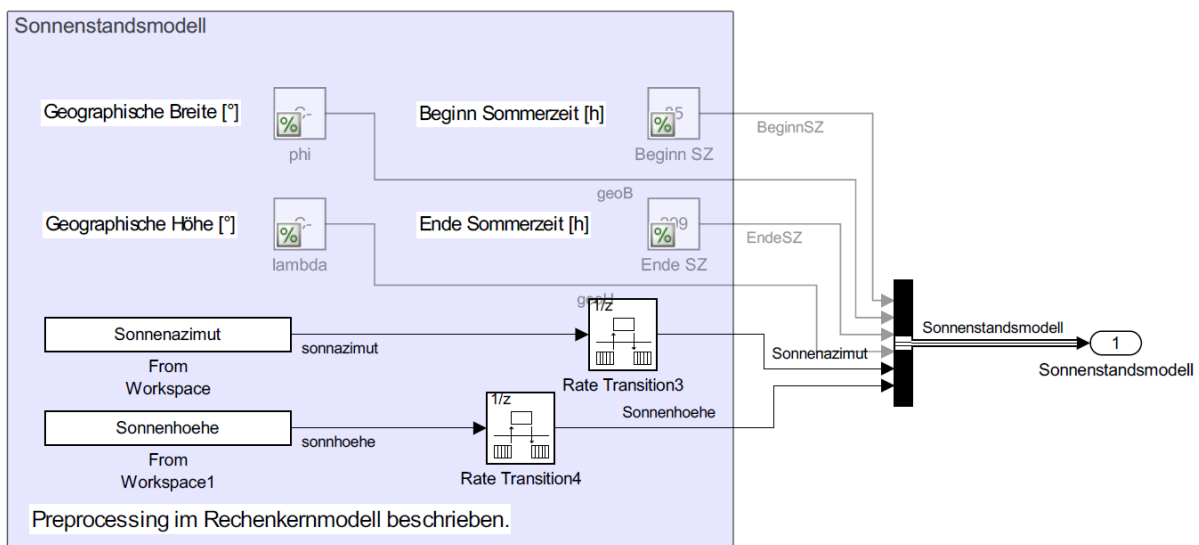 Sonnenstandsmodell
Geographische Breite [°]
C-
%
phi
Beginn Sommerzeit [h]
%
Beginn SZ
BeginnSZ
geoB
Geographische Höhe [°]
C-
%
lambda
Ende Sommerzeit [h]
%
Ende SZ
EndeSZ
geoH
Sonnenazimut
From
Workspace
sonnazimut
1/z
Rate Transition3
Sonnenazimut
Sonnenhoehe
From
Workspace1
sonnhoehe
1/z
Rate Transition4
Sonnenhoehe
Sonnenstandsmodell
1
Sonnenstandsmodell
Preprocessing im Rechenkernmodell beschrieben.